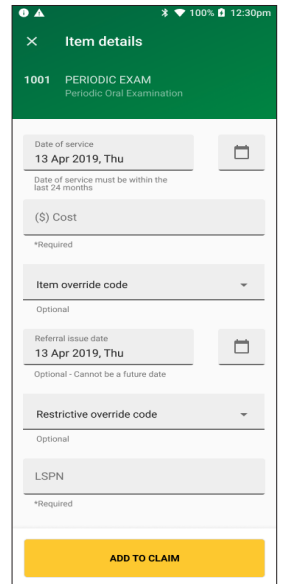 100% 12:30pm
× Item details
1001 PERIODIC EXAM
Periodic Oral Examination
Date of service
13 Apr 2019, Thu
Date of service must be within the
last 24 months
($) Cost
*Required
Item override code
Optional
Referral issue date
13 Apr 2019, Thu
Optional - Cannot be a future date
Restrictive override code
Optional
LSPN
*Required
ADD TO CLAIM